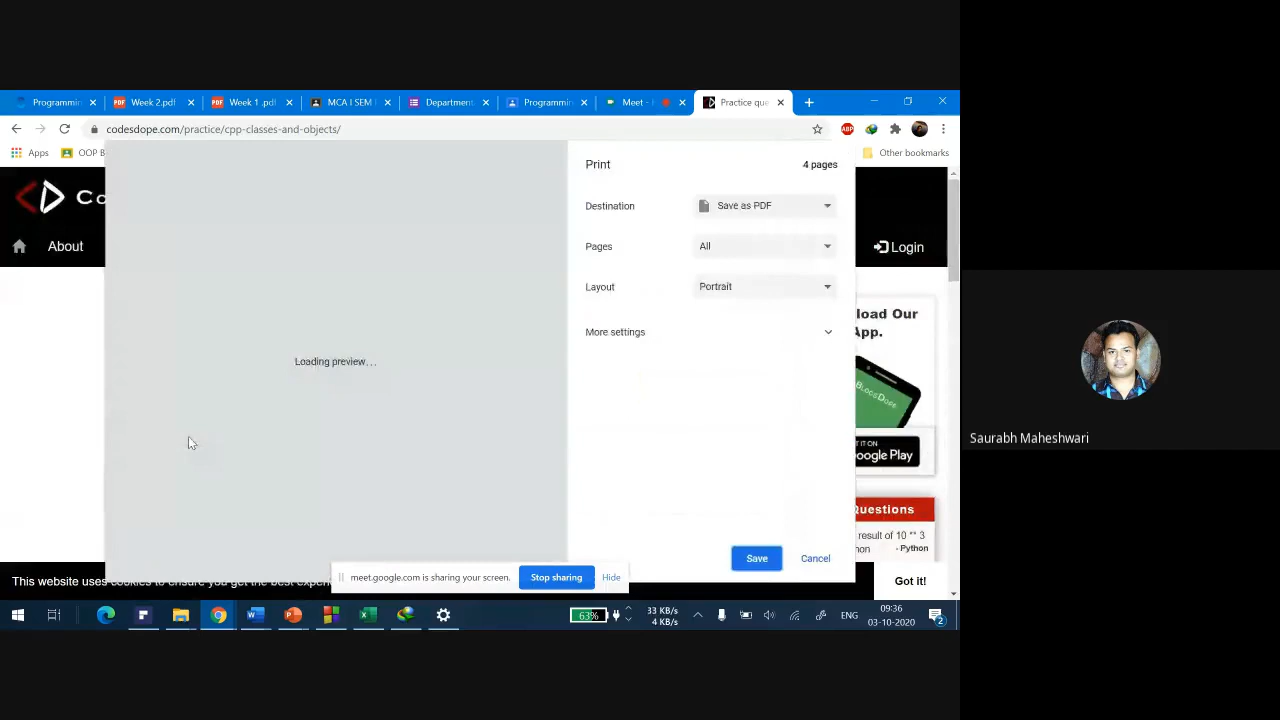 Programmin
Week 2.pdf
Week 1 .pdf
MCA I SEM
Department
Programmin
Meet -
Practice que
codesdope.com/practice/cpp-classes-and-objects/
ABP
Apps
OOP B
Other bookmarks
Co
About
Login
Print
4 pages
Destination
Save as PDF
Pages
All
Layout
Portrait
More settings
Loading preview...
load Our
App.
BLOGSDOPE
IT ON
Google Play
Questions
result of 10 ** 3
- Python
Save
Cancel
This website uses cookies to ensure you get the best exper
Got it!
meet.google.com is sharing your screen.
Stop sharing
Hide
63%
33 KB/s
4 KB/s
ENG
09:36
03-10-2020
2
Saurabh Maheshwari